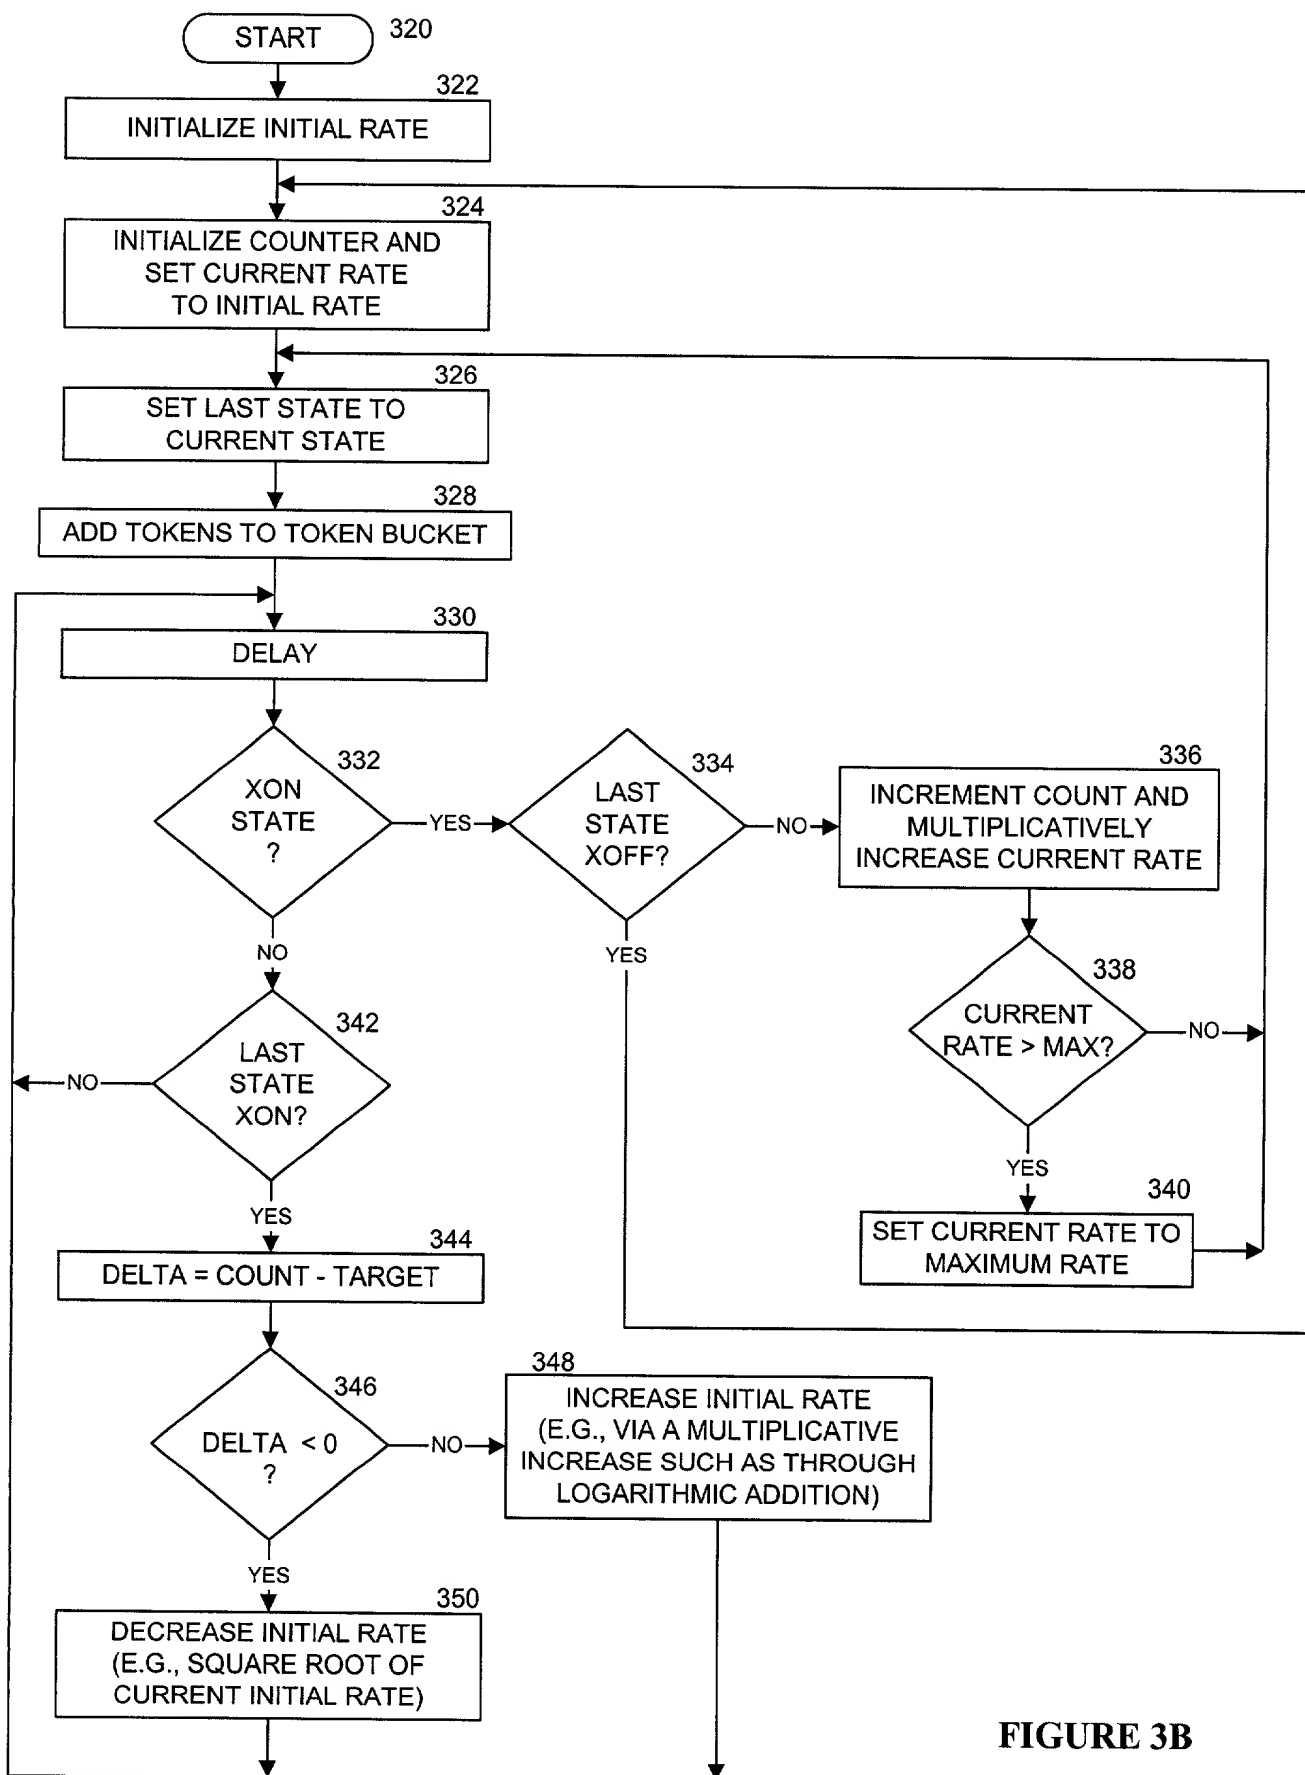 START
320
322
INITIALIZE INITIAL RATE
324
INITIALIZE COUNTER AND
SET CURRENT RATE
TO INITIAL RATE
326
SET LAST STATE TO
CURRENT STATE
328
ADD TOKENS TO TOKEN BUCKET
330
DELAY
332
XON
STATE
?
YES
334
LAST
STATE
XOFF?
NO
336
INCREMENT COUNT AND
MULTIPLICATIVELY
INCREASE CURRENT RATE
NO
YES
338
CURRENT
RATE > MAX?
NO
342
LAST
STATE
XON?
NO
YES
340
SET CURRENT RATE TO
MAXIMUM RATE
YES
344
DELTA = COUNT - TARGET
346
DELTA < 0
?
NO
348
INCREASE INITIAL RATE
(E.G., VIA A MULTIPLICATIVE
INCREASE SUCH AS THROUGH
LOGARITHMIC ADDITION)
YES
350
DECREASE INITIAL RATE
(E.G., SQUARE ROOT OF
CURRENT INITIAL RATE)
FIGURE 3B